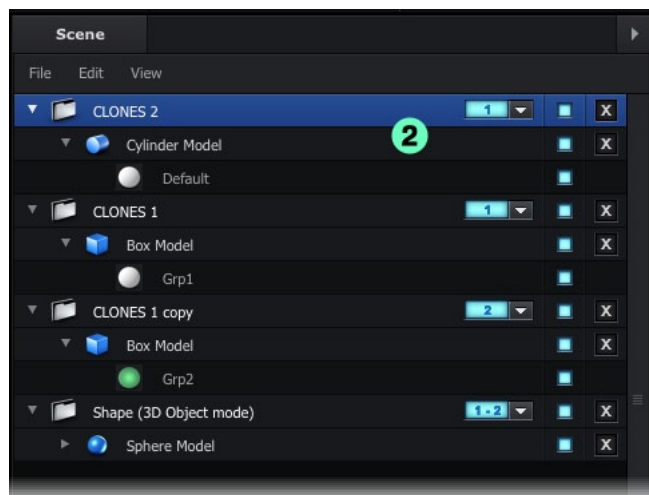 Scene
File Edit View
CLONES 2 1 X
2
Cylinder Model X
Default
CLONES 1 1 X
Box Model X
Grp1
CLONES 1 copy 2 X
Box Model X
Grp2
Shape (3D Object mode) 1 - 2 X
Sphere Model X